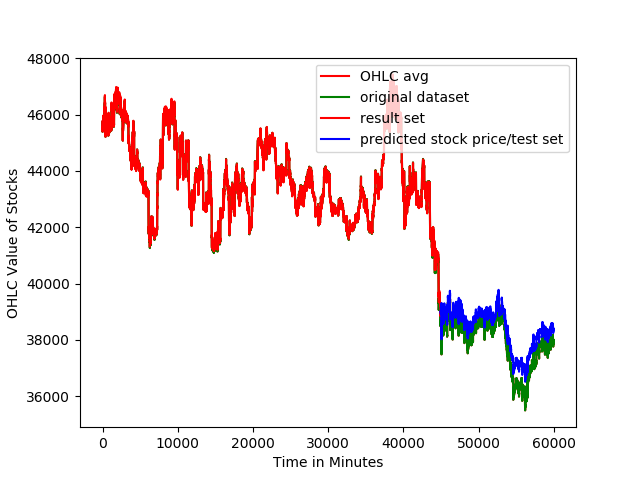 48000
46000
44000
42000
40000
38000
36000
OHLC Value of Stocks
OHLC avg
original dataset
result set
predicted stock price/test set
0 10000 20000 30000 40000 50000 60000
Time in Minutes